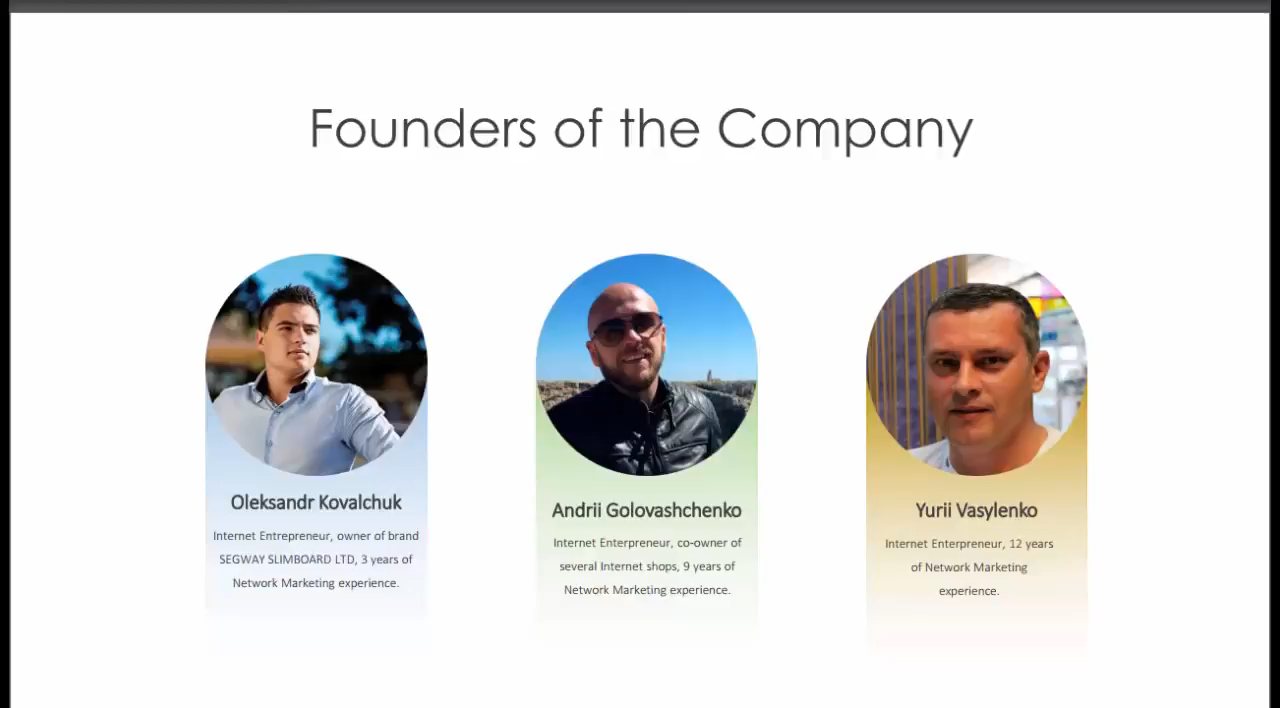 Founders of the Company
Oleksandr Kovalchuk
Internet Entrepreneur, owner of brand
SEGWAY SLIMBOARD LTD, 3 years of
Network Marketing experience.
Andrii Golovashchenko
Internet Enterpreneur, co-owner of
several Internet shops, 9 years of
Network Marketing experience.
Yurii Vasylenko
Internet Enterpreneur, 12 years
of Network Marketing
experience.